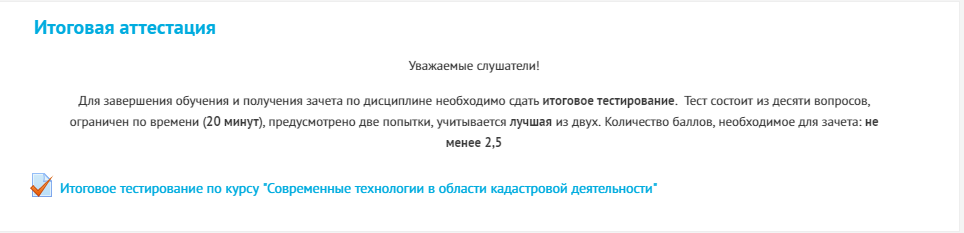 Итоговая аттестация
Уважаемые слушатели!
Для завершения обучения и получения зачета по дисциплине необходимо сдать итоговое тестирование. Тест состоит из десяти вопросов,
ограничен по времени (20 минут), предусмотрено две попытки, учитывается лучшая из двух. Количество баллов, необходимое для зачета: не
менее 2,5
Итоговое тестирование по курсу "Современные технологии в области кадастровой деятельности"